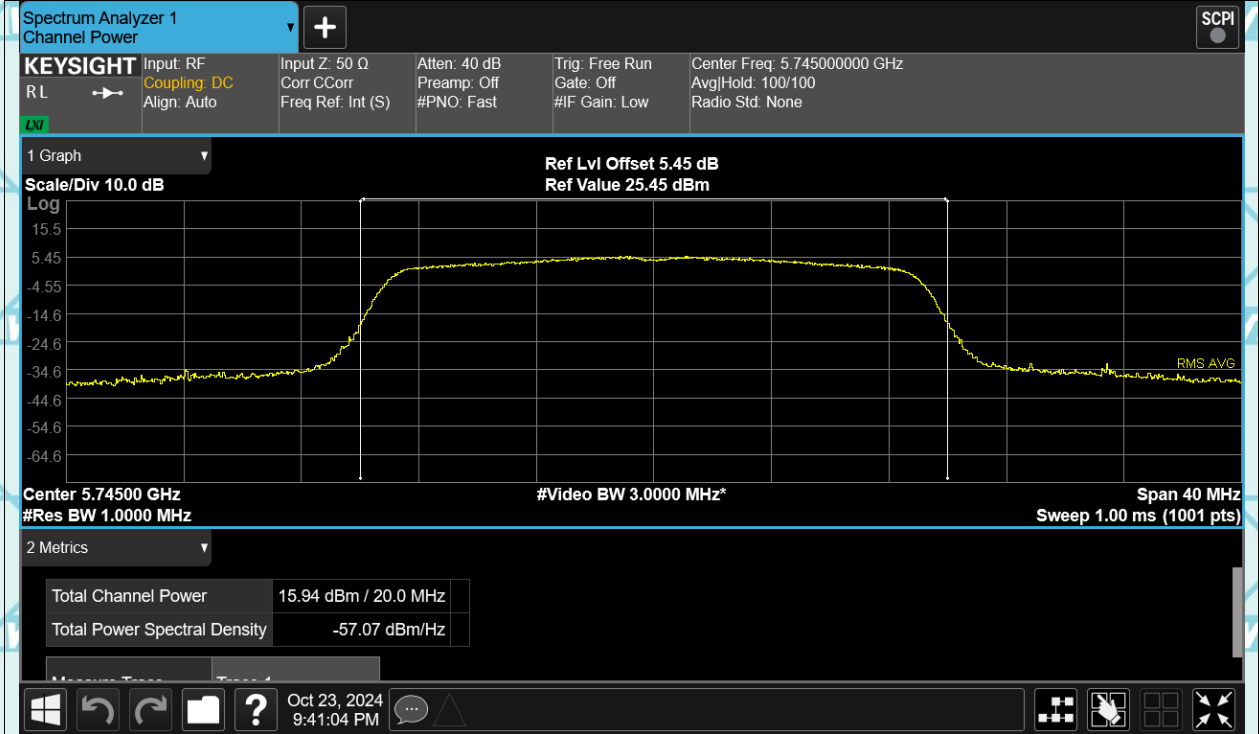 Spectrum Analyzer 1
Channel Power
SCPI
KEYSIGHT
R L
LXI
Input: RF
Coupling: DC
Align: Auto
Input Z: 50 Ω
Corr CCorr
Freq Ref: Int (S)
Atten: 40 dB
Preamp: Off
#PNO: Fast
Trig: Free Run
Gate: Off
#IF Gain: Low
Center Freq: 5.745000000 GHz
Avg|Hold: 100/100
Radio Std: None
1 Graph
Scale/Div 10.0 dB
Ref Lvl Offset 5.45 dB
Ref Value 25.45 dBm
Log
15.5
5.45
-4.55
-14.6
-24.6
-34.6
-44.6
-54.6
-64.6
RMS AVG
Center 5.74500 GHz
#Video BW 3.0000 MHz*
Span 40 MHz
#Res BW 1.0000 MHz
Sweep 1.00 ms (1001 pts)
2 Metrics
Total Channel Power 15.94 dBm / 20.0 MHz
Total Power Spectral Density -57.07 dBm/Hz
Measure Trace Trace 1
Oct 23, 2024
9:41:04 PM